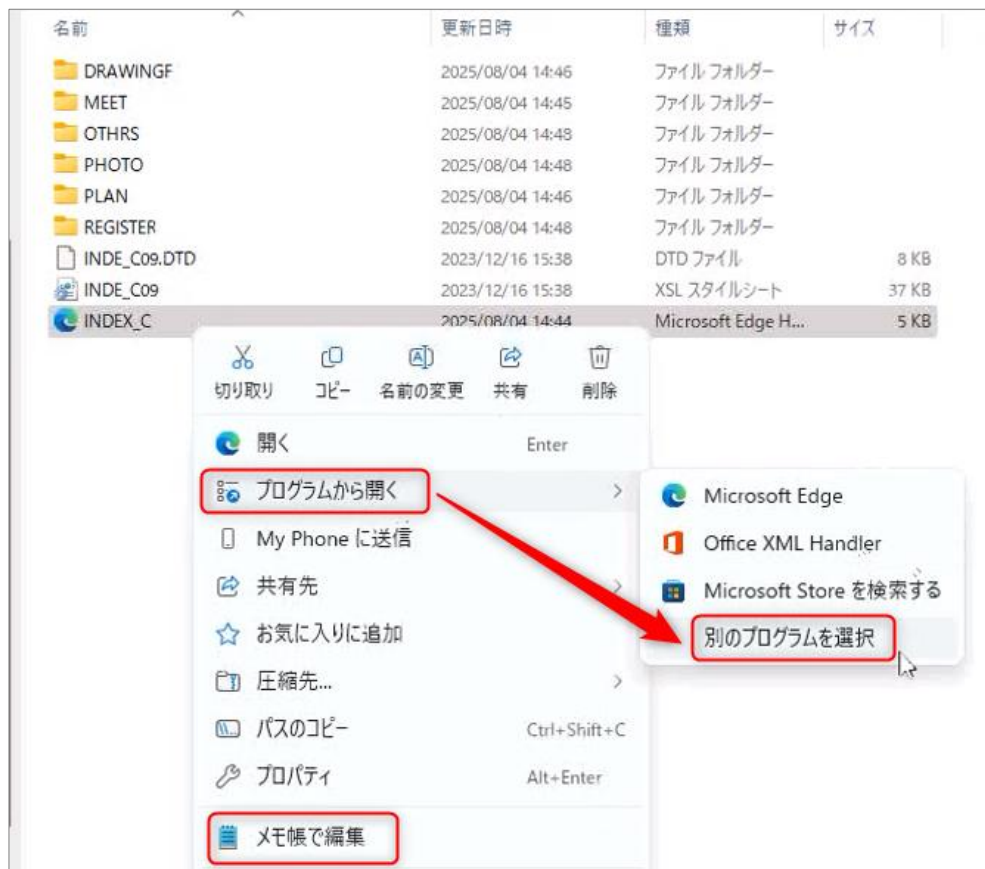 名前 更新日時 種類 サイズ
DRAWINGF 2025/08/04 14:46 ファイル フォルダー
MEET 2025/08/04 14:45 ファイル フォルダー
OTHRS 2025/08/04 14:48 ファイル フォルダー
PHOTO 2025/08/04 14:48 ファイル フォルダー
PLAN 2025/08/04 14:46 ファイル フォルダー
REGISTER 2025/08/04 14:48 ファイル フォルダー
INDE_C09.DTD 2023/12/16 15:38 DTD ファイル 8 KB
INDE_C09 2023/12/16 15:38 XSL スタイルシート 37 KB
INDEX_C 2025/08/04 14:44 Microsoft Edge H... 5 KB
切り取り コピー 名前の変更 共有 削除
開く Enter
プログラムから開く
My Phone に送信
共有先
お気に入りに追加
圧縮先...
パスのコピー Ctrl+Shift+C
プロパティ Alt+Enter
メモ帳で編集
Microsoft Edge
Office XML Handler
Microsoft Store を検索する
別のプログラムを選択